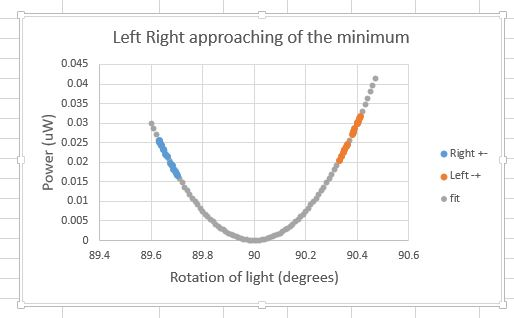 Left Right approaching of the minimum
0.045
0.04
0.035
0.03
0.025
0.02
0.015
0.01
0.005
0
Power (uW)
89.4 89.6 89.8 90 90.2 90.4 90.6
Rotation of light (degrees)
Right +-
Left -+
fit